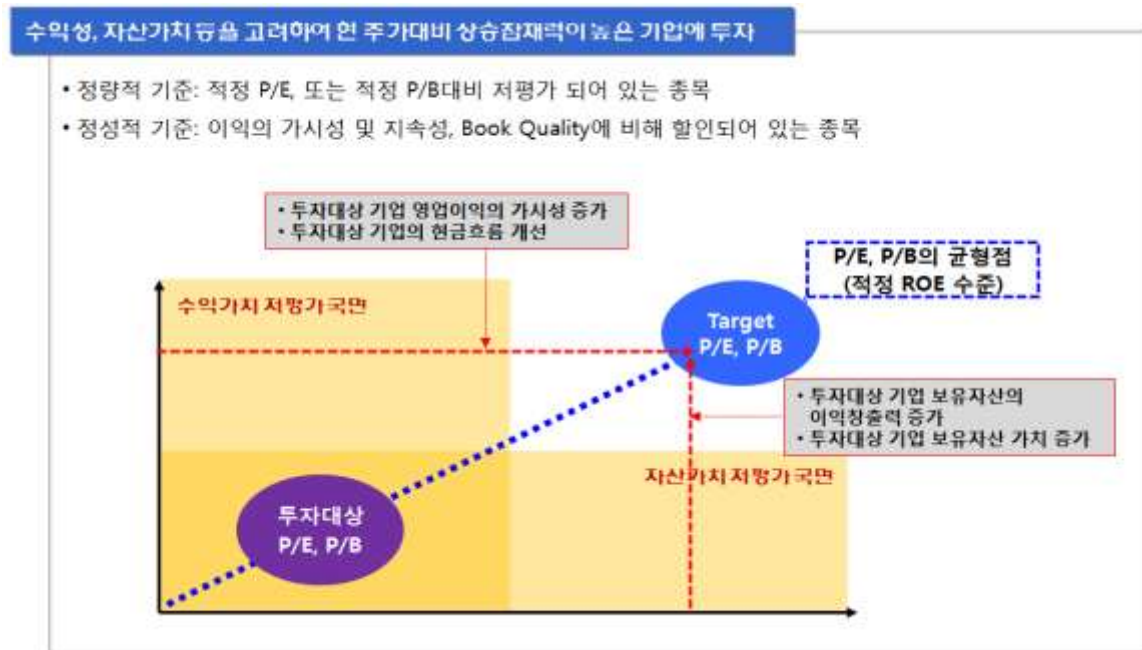 수익성, 자산가치 등을 고려하여 현 주가대비 상승잠재력이 높은 기업에 투자
• 정량적 기준: 적정 P/E, 또는 적정 P/B대비 저평가 되어 있는 종목
• 정성적 기준: 이익의 가시성 및 지속성, Book Quality에 비해 할인되어 있는 종목
• 투자대상 기업 영업이익의 가시성 증가
• 투자대상 기업의 현금흐름 개선
P/E, P/B의 균형점
(적정 ROE 수준)
수익가치 저평가국면
Target
P/E, P/B
• 투자대상 기업 보유자산의
이익창출력 증가
• 투자대상 기업 보유자산 가치 증가
자산가치 저평가국면
투자대상
P/E, P/B